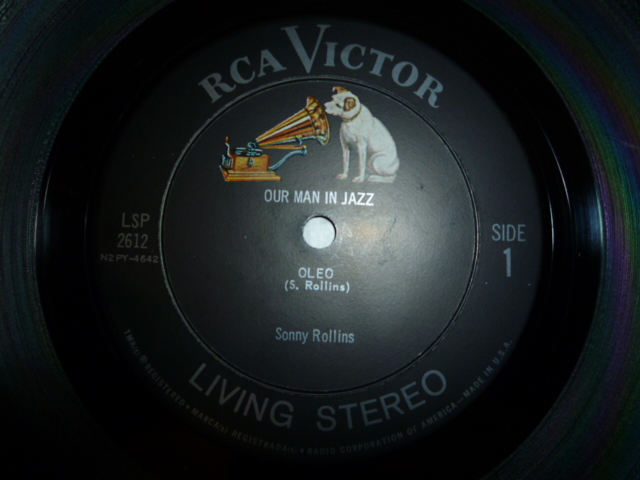 RCA VICTOR
OUR MAN IN JAZZ
LSP
2612
N2PY-4642
SIDE
1
OLEO
(S. Rollins)
Sonny Rollins
LIVING STEREO
TM(s) ® REGISTERED • MARCA(s) REGISTRADA(s) • RADIO CORPORATION OF AMERICA — MADE IN U.S.A.